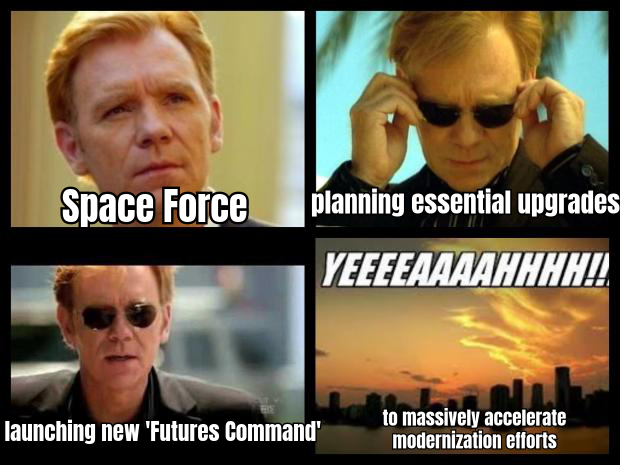 Space Force
planning essential upgrades
launching new 'Futures Command'
YEEEEAAAAHHHH!!!
to massively accelerate
modernization efforts